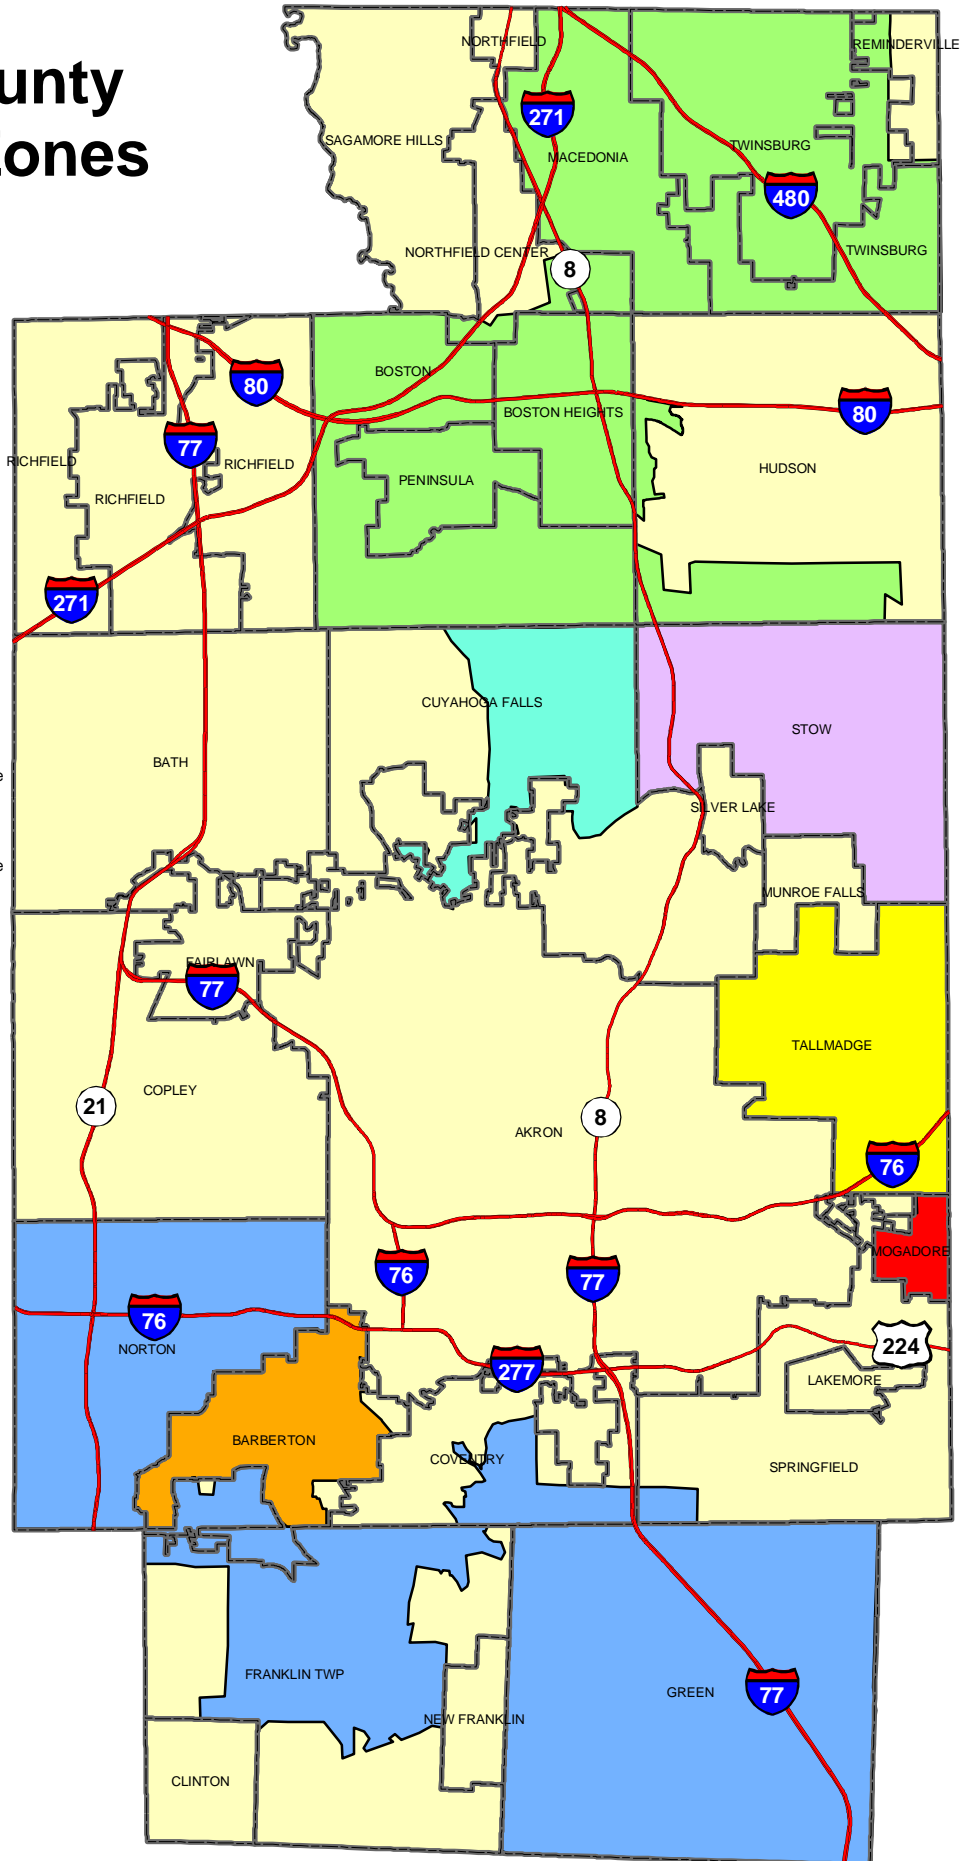 unty
ones
NORTHFIELD
REMINDERVILLE
271
SAGAMORE HILLS
TWINSBURG
MACEDONIA
480
NORTHFIELD CENTER
TWINSBURG
8
BOSTON
80
BOSTON HEIGHTS
80
77
RICHFIELD
RICHFIELD
HUDSON
PENINSULA
RICHFIELD
271
CUYAHOGA FALLS
STOW
BATH
e
SILVER LAKE
e
MUNROE FALLS
FAIRLAWN
77
TALLMADGE
COPLEY
21
8
AKRON
76
MOGADORE
76
77
76
NORTON
224
277
LAKEMORE
BARBERTON
COVENTRY
SPRINGFIELD
FRANKLIN TWP
GREEN
77
NEW FRANKLIN
CLINTON